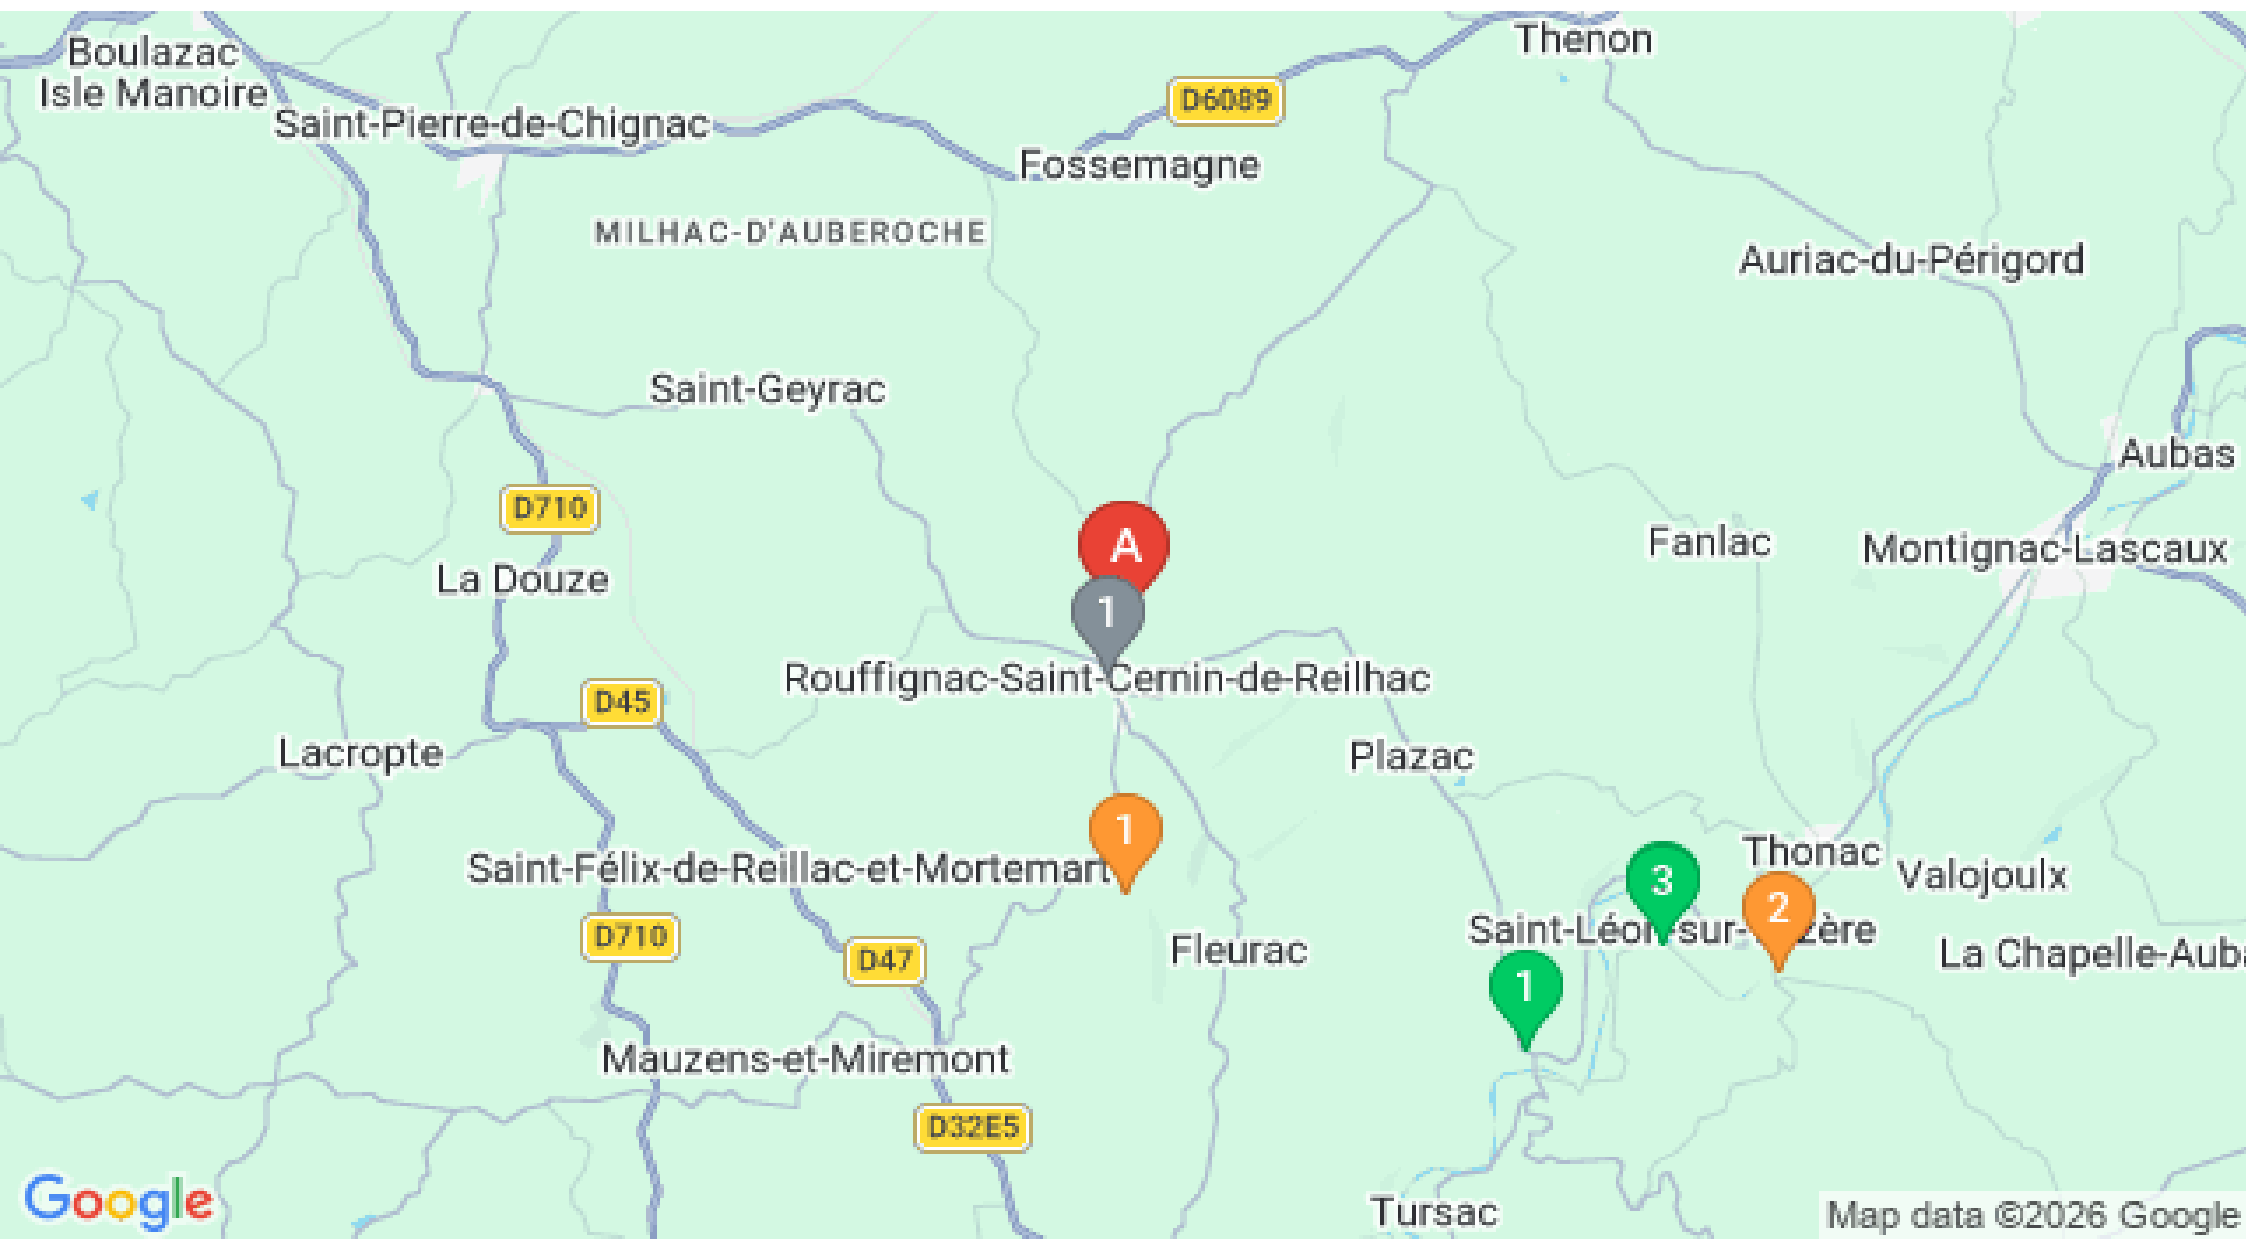 Thenon
Boulazac
Isle Manoire
D6089
Saint-Pierre-de-Chignac
Fossemagne
MILHAC-D'AUBEROCHE
Auriac-du-Périgord
Saint-Geyrac
Aubas
D710
A
Fanlac
Montignac-Lascaux
La Douze
1
Rouffignac-Saint-Cernin-de-Reilhac
D45
Lacropte
Plazac
1
Thonac
Saint-Félix-de-Reillac-et-Mortemart
3
Valojoulx
2
Saint-Léon-sur-Vézère
D710
Fleurac
La Chapelle-Auba
D47
1
Mauzens-et-Miremont
D32E5
Google
Tursac
Map data ©2026 Google